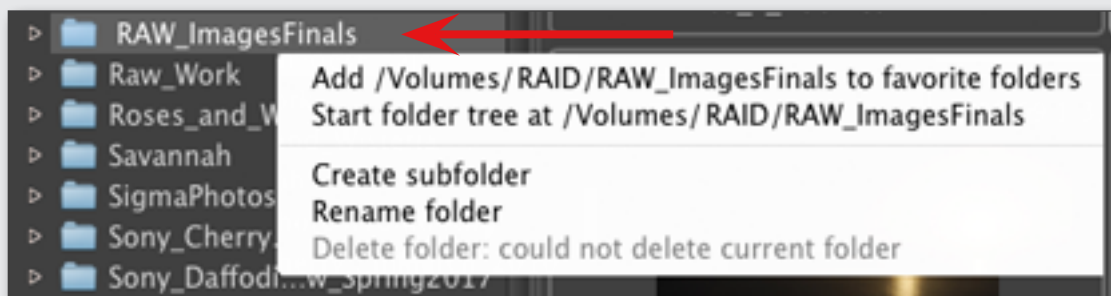 RAW_ImagesFinals
Raw_Work
Roses_and_W
Savannah
SigmaPhotos
Sony_Cherry
Sony_Daffodi...w_Spring2017
Add /Volumes/RAID/RAW_ImagesFinals to favorite folders
Start folder tree at /Volumes/RAID/RAW_ImagesFinals
Create subfolder
Rename folder
Delete folder: could not delete current folder